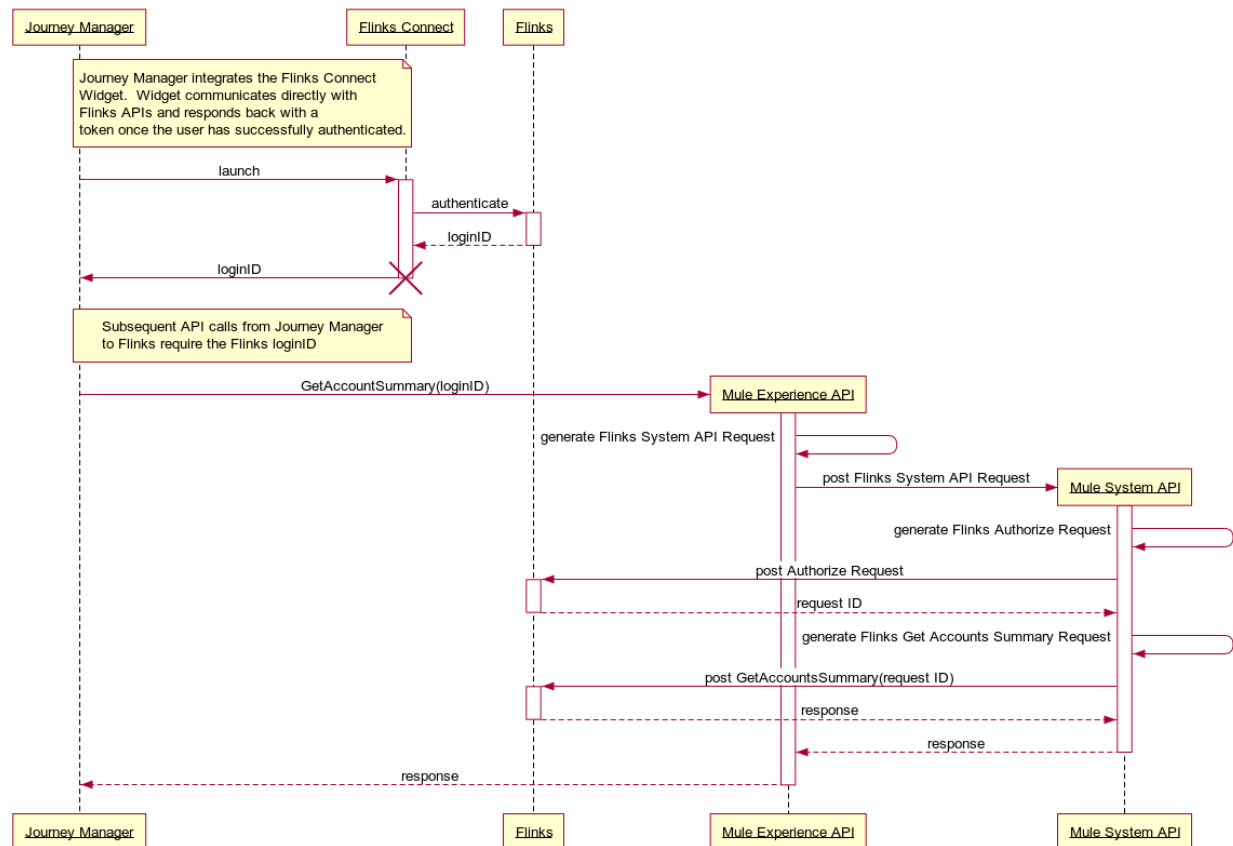 Journey Manager
Flinks Connect
Flinks
Journey Manager integrates the Flinks Connect
Widget.  Widget communicates directly with
Flinks APIs and responds back with a
token once the user has successfully authenticated.
launch
authenticate
loginID
loginID
Subsequent API calls from Journey Manager
to Flinks require the Flinks loginID
GetAccountSummary(loginID)
Mule Experience API
generate Flinks System API Request
post Flinks System API Request
Mule System API
generate Flinks Authorize Request
post Authorize Request
request ID
generate Flinks Get Accounts Summary Request
post GetAccountsSummary(request ID)
response
response
response
Journey Manager
Flinks
Mule Experience API
Mule System API